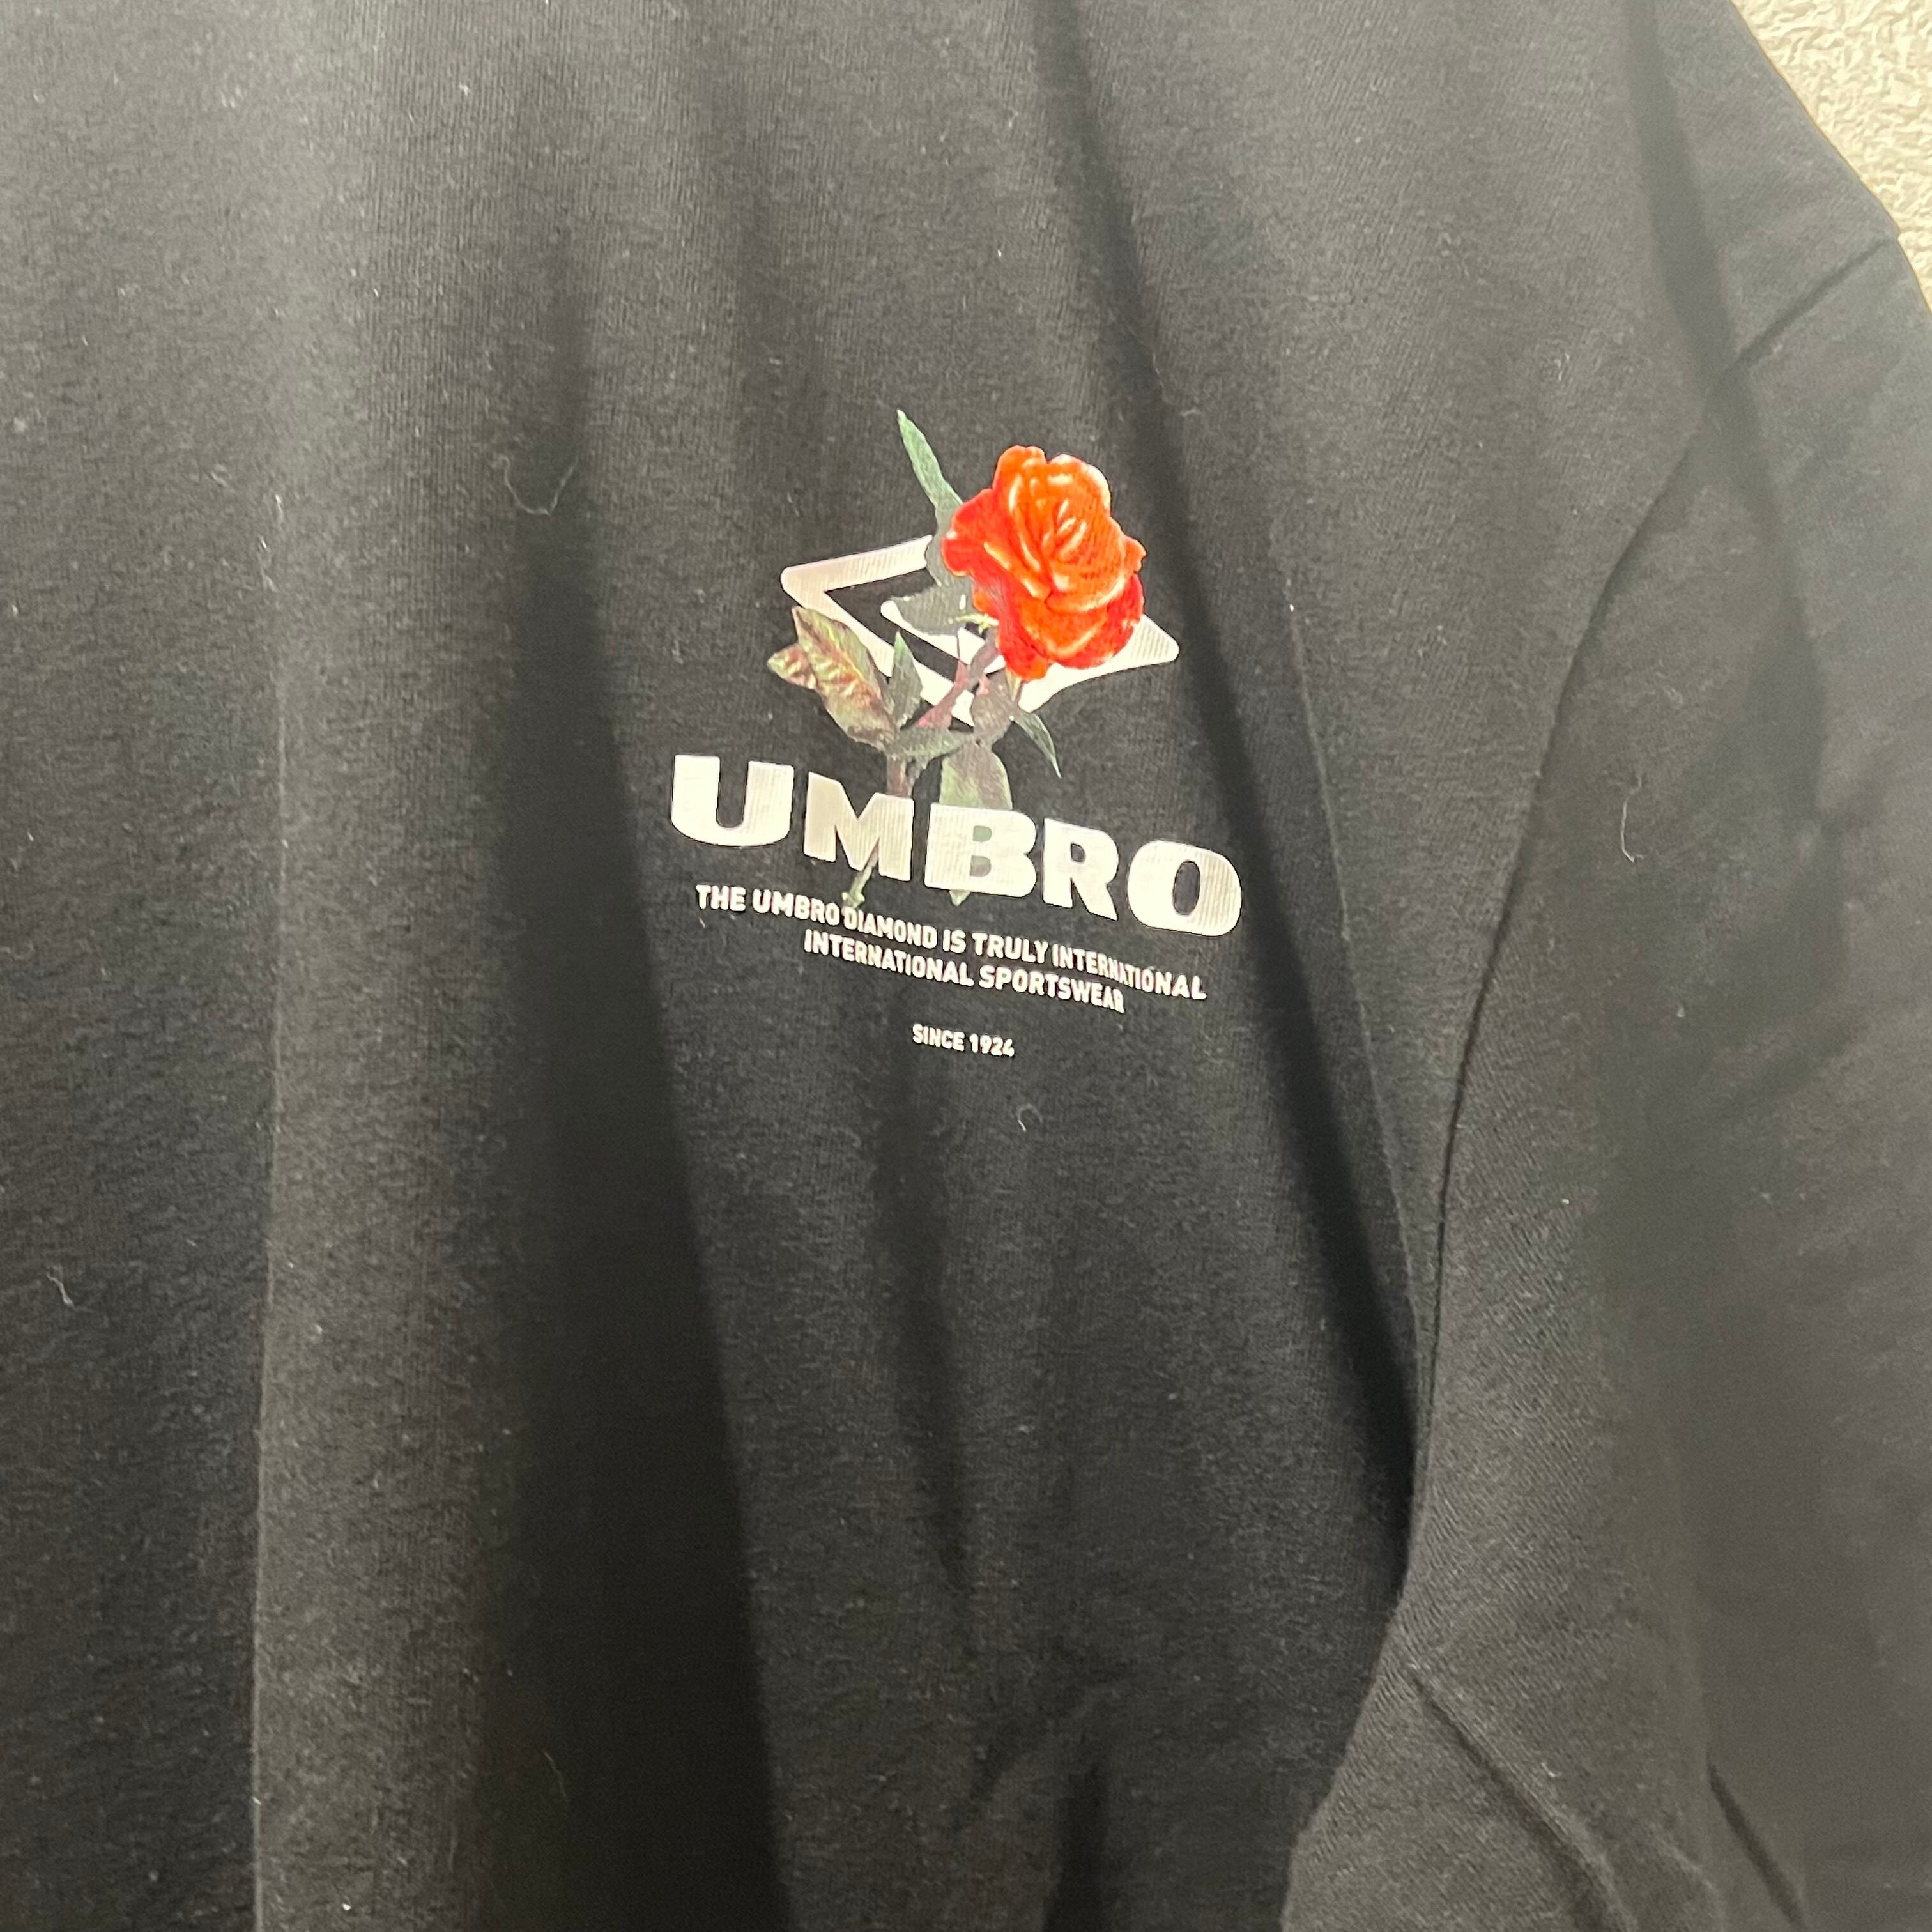 UMBRO
THE UMBRO DIAMOND IS TRULY INTERNATIONAL
INTERNATIONAL SPORTSWEAR
SINCE 1924